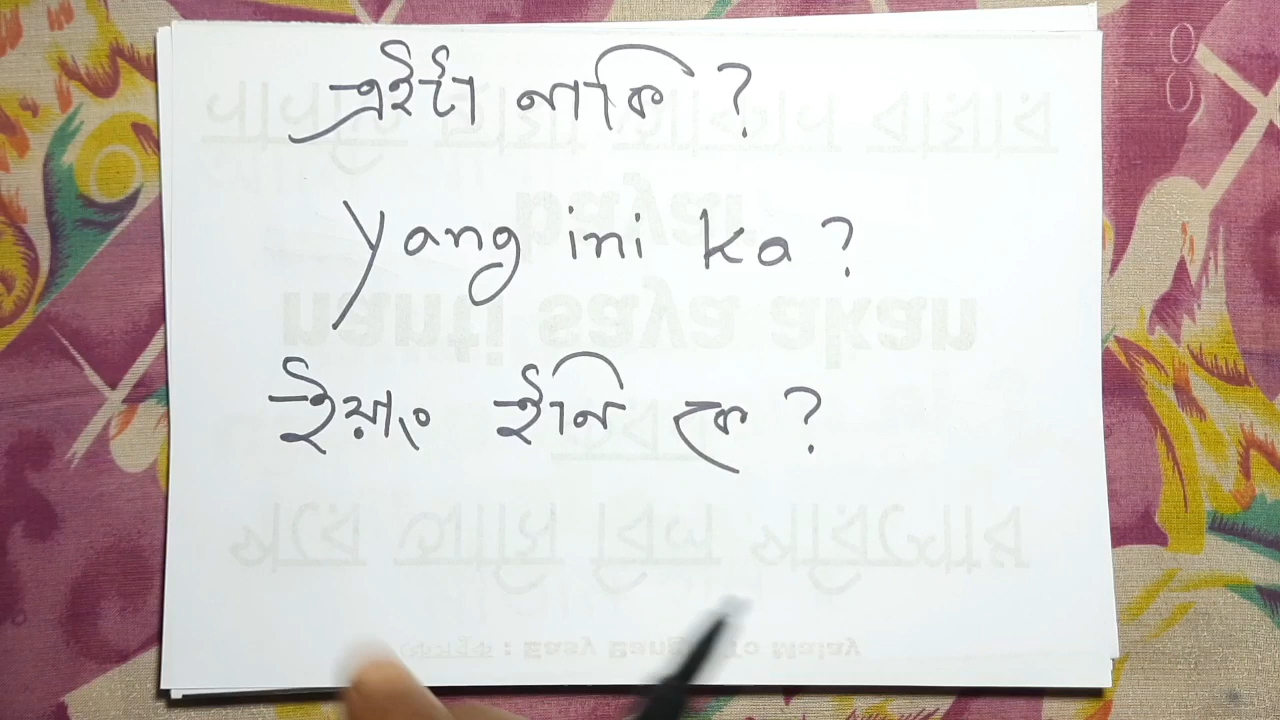 এইটা নাকি ?
yang ini ka ?
ইয়াং ইনি কে ?